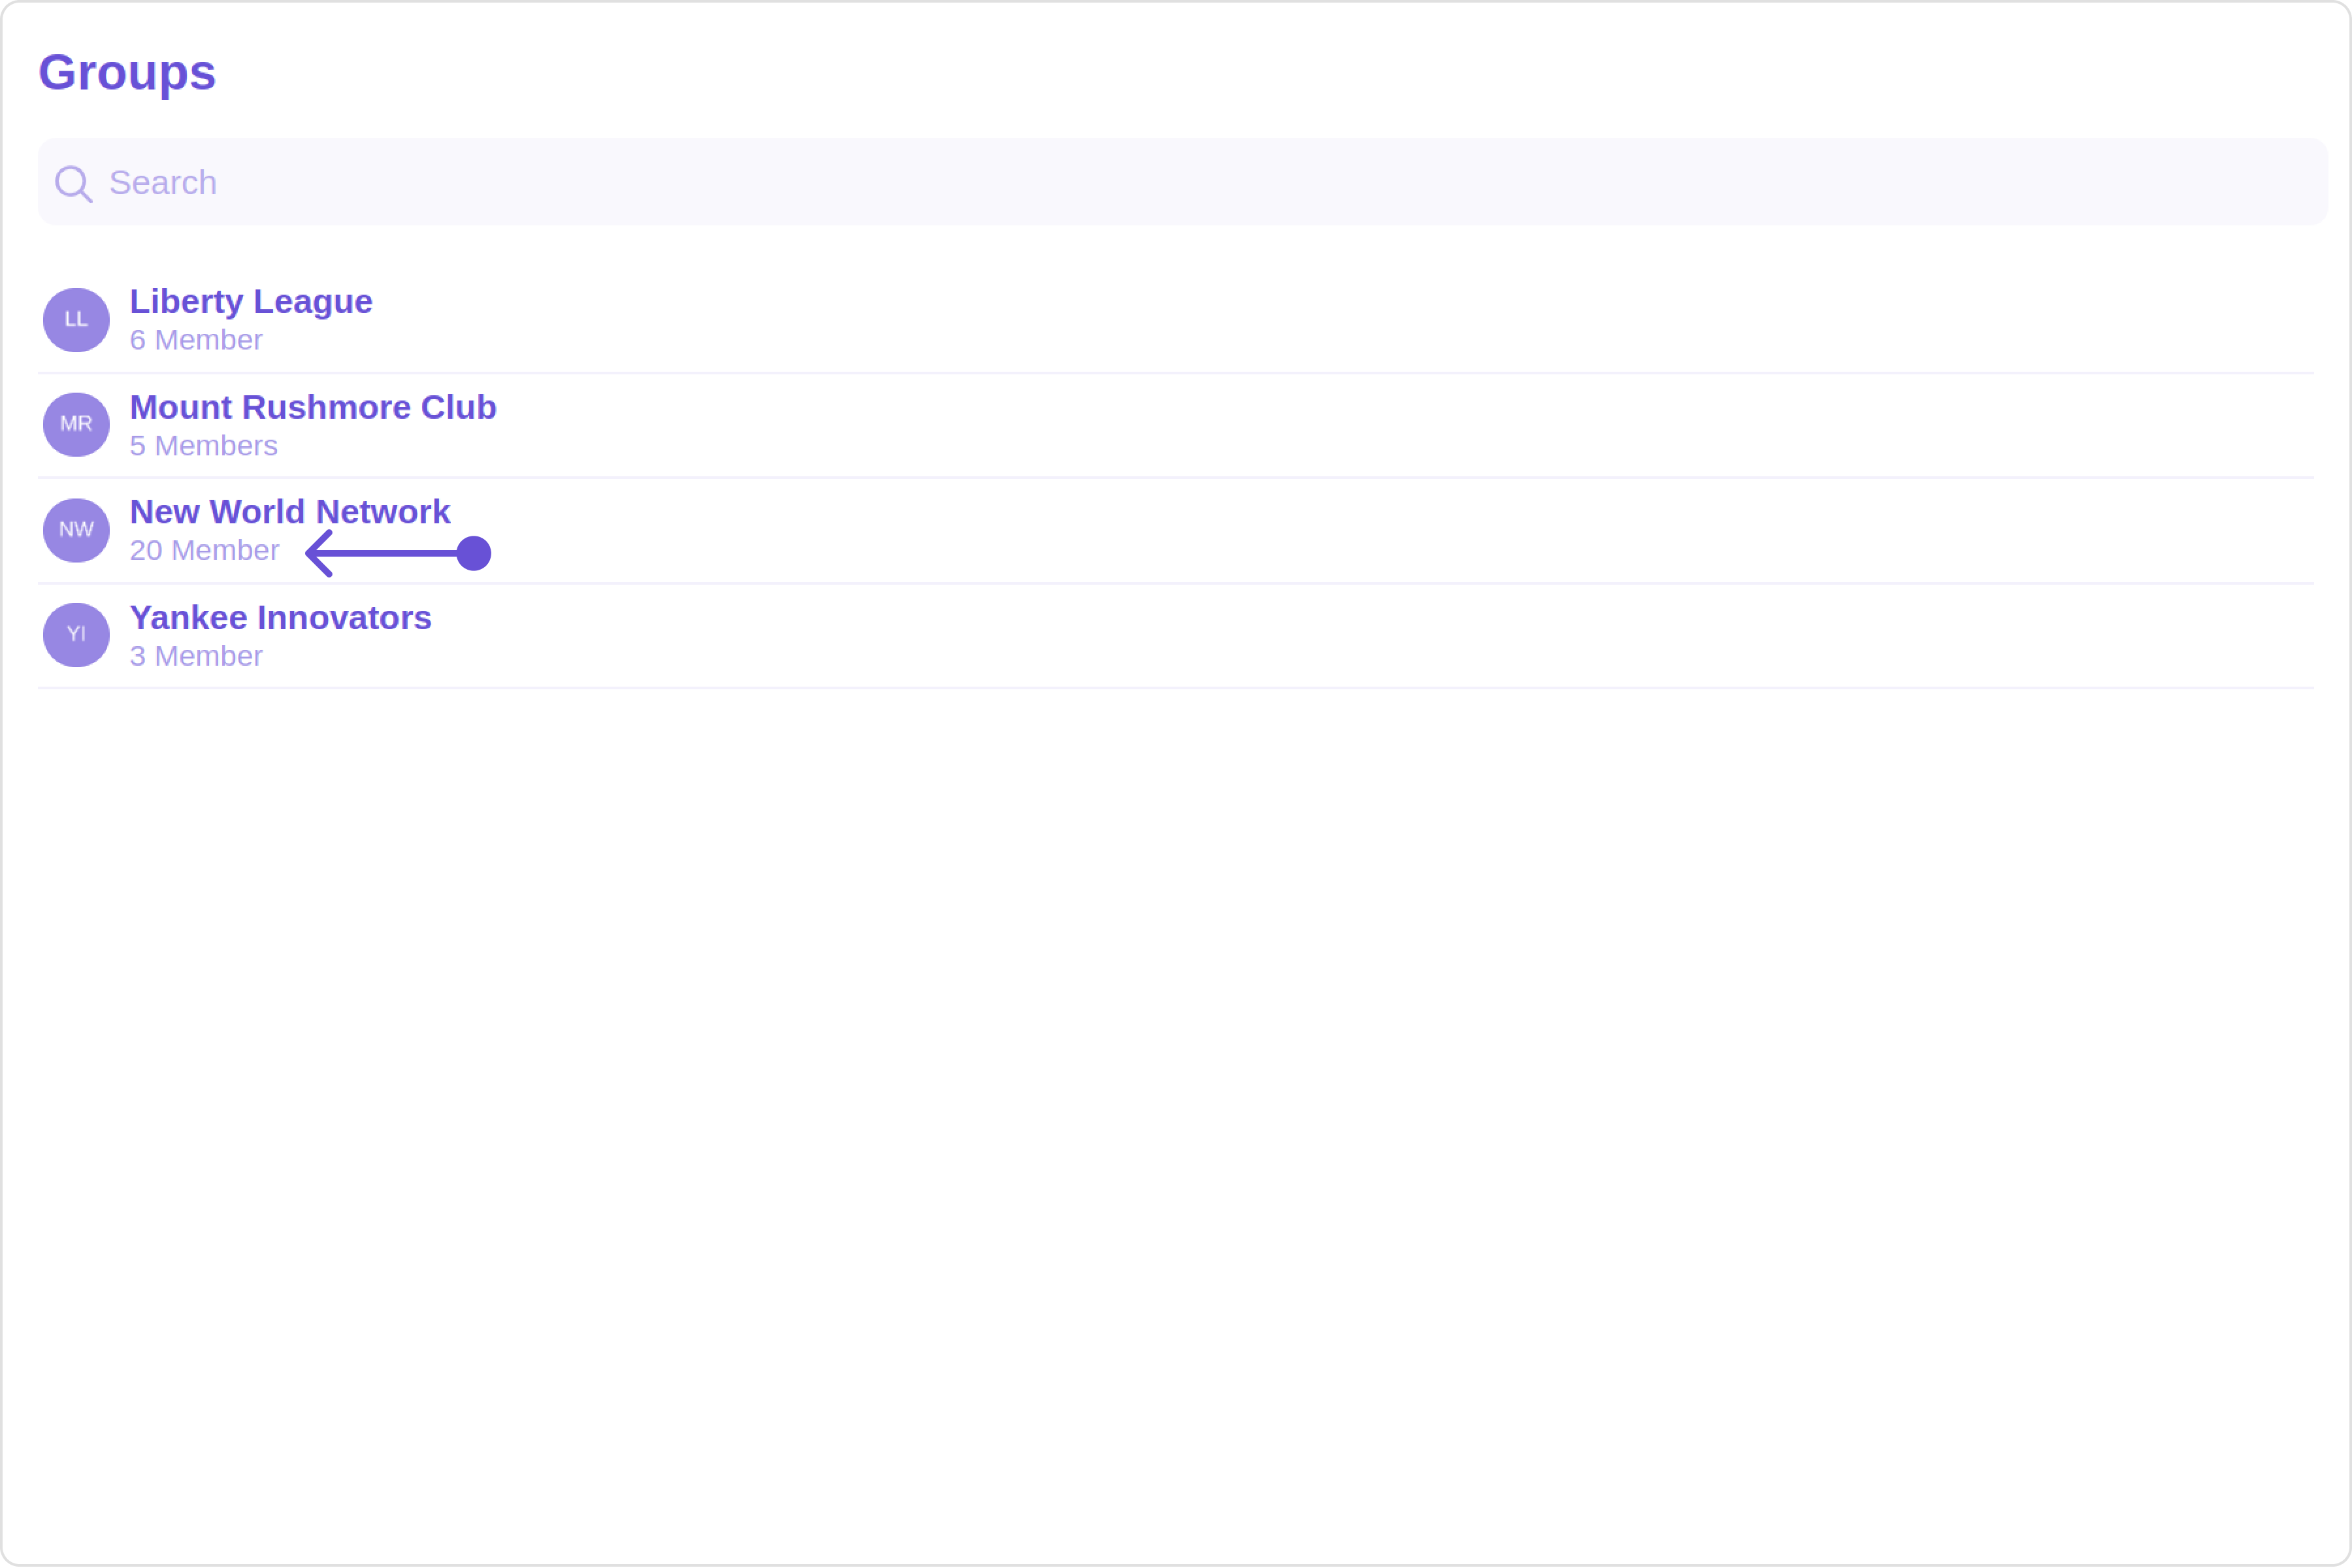 Groups
Search
LL
Liberty League
6 Member
MR
Mount Rushmore Club
5 Members
NW
New World Network
20 Member
YI
Yankee Innovators
3 Member